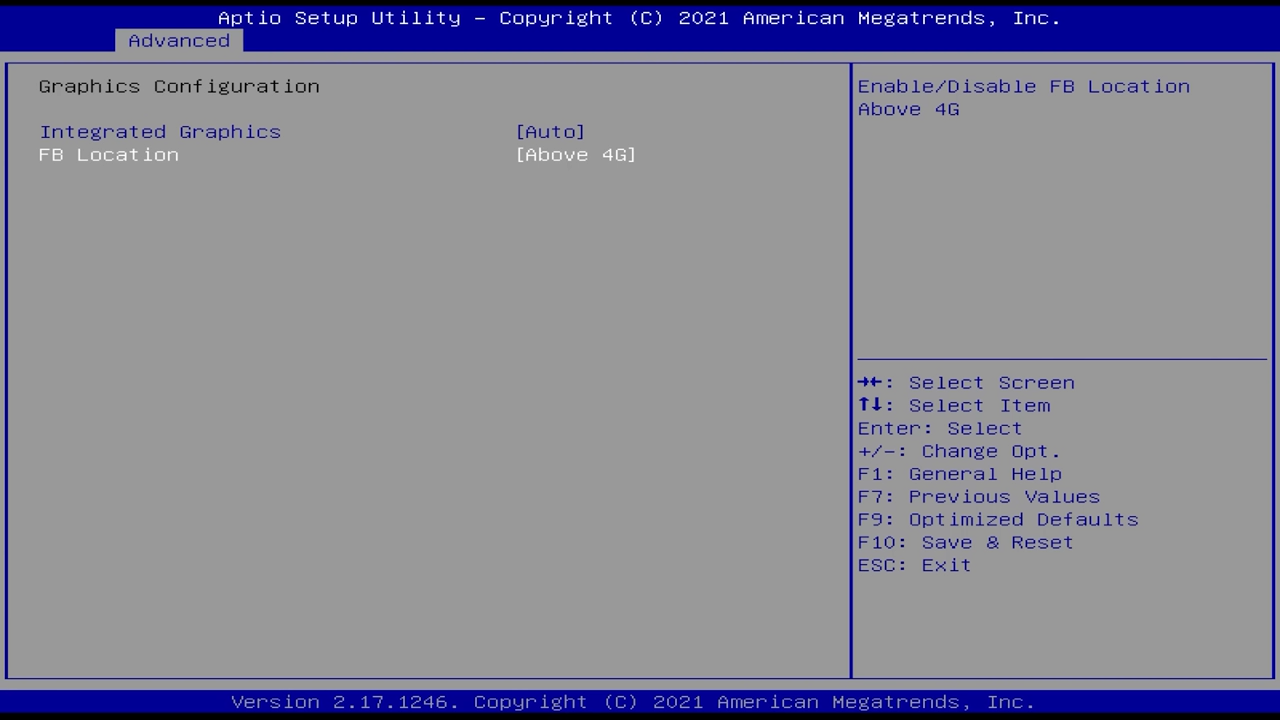 Aptio Setup Utility – Copyright (C) 2021 American Megatrends, Inc.
Advanced
Graphics Configuration
Integrated Graphics [Auto]
FB Location [Above 4G]
Enable/Disable FB Location
Above 4G
→←: Select Screen
↑↓: Select Item
Enter: Select
+/-: Change Opt.
F1: General Help
F7: Previous Values
F9: Optimized Defaults
F10: Save & Reset
ESC: Exit
Version 2.17.1246. Copyright (C) 2021 American Megatrends, Inc.